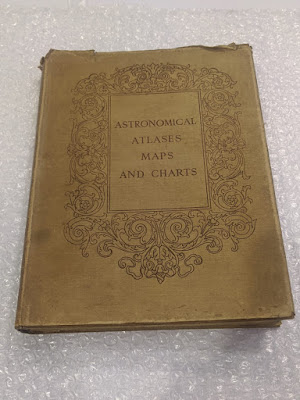 ASTRONOMICAL
ATLASES
MAPS
AND CHARTS